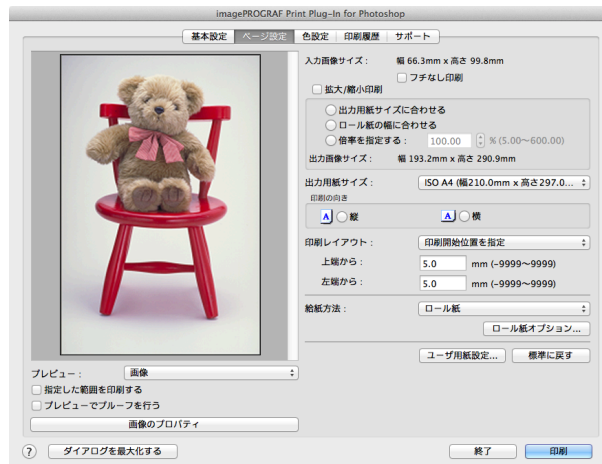 imagePROGRAF Print Plug-In for Photoshop
基本設定 ページ設定 色設定 印刷履歴 サポート
入力画像サイズ： 幅 66.3mm x 高さ 99.8mm
フチなし印刷
拡大/縮小印刷
出力用紙サイズに合わせる
ロール紙の幅に合わせる
倍率を指定する： 100.00 % (5.00〜600.00)
出力画像サイズ： 幅 193.2mm x 高さ 290.9mm
出力用紙サイズ： ISO A4 (幅210.0mm x 高さ297.0...
印刷の向き
A 縦 A 横
印刷レイアウト： 印刷開始位置を指定
上端から： 5.0 mm (-9999〜9999)
左端から： 5.0 mm (-9999〜9999)
給紙方法： ロール紙
ロール紙オプション...
ユーザ用紙設定... 標準に戻す
プレビュー： 画像
指定した範囲を印刷する
プレビューでプルーフを行う
画像のプロパティ
? ダイアログを最大化する 終了 印刷